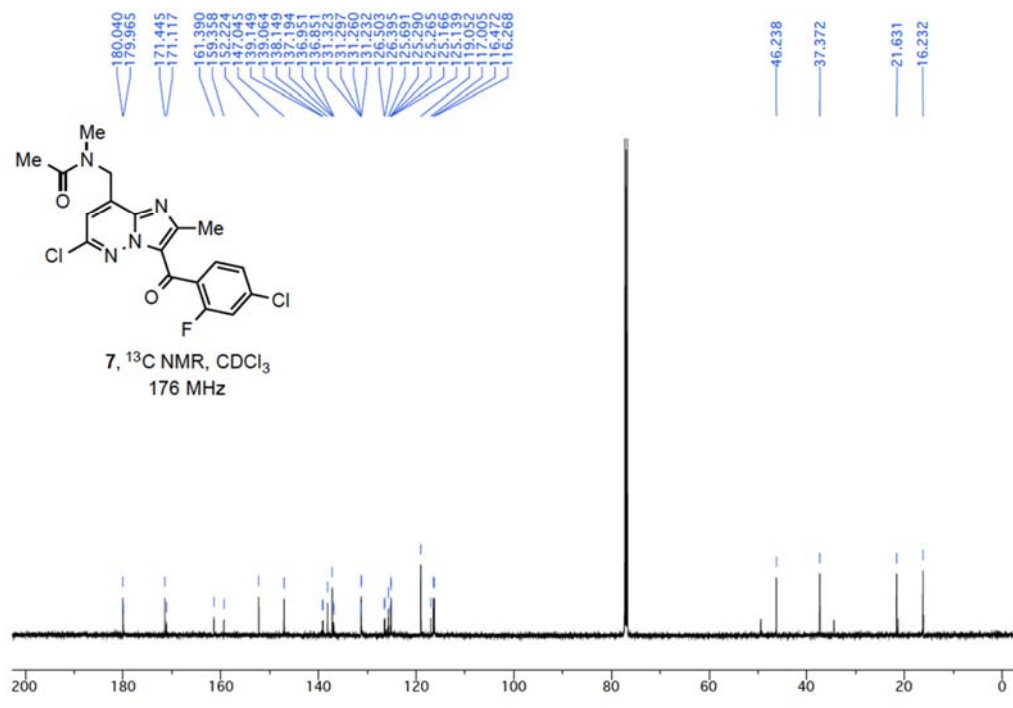 180.040
179.965
171.445
171.117
161.390
159.358
152.224
147.045
139.149
139.064
138.149
137.194
136.951
136.851
131.323
131.297
131.260
131.232
126.503
126.395
125.691
125.290
125.265
125.166
125.139
119.052
117.005
116.472
116.268
46.238
37.372
21.631
16.232
Me
Me
N
O
N
Me
N
Cl
N
O
Cl
F
7, ¹³C NMR, CDCl₃
176 MHz
200 180 160 140 120 100 80 60 40 20 0